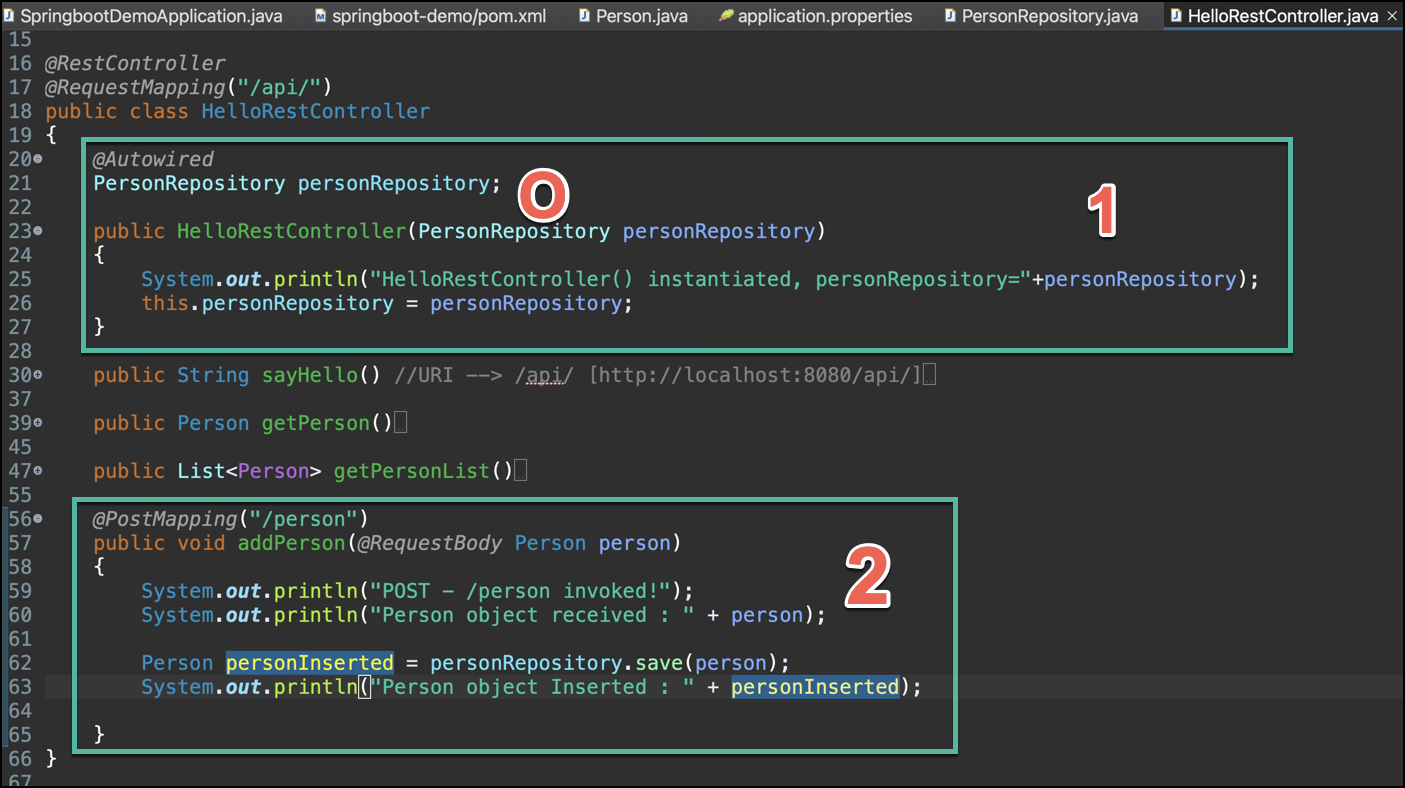 SpringbootDemoApplication.java springboot-demo/pom.xml Person.java application.properties PersonRepository.java HelloRestController.java
15
16 @RestController
17 @RequestMapping("/api/")
18 public class HelloRestController
19 {
20 @Autowired
21 PersonRepository personRepository;
O
1
22
23 public HelloRestController(PersonRepository personRepository)
24 {
25 System.out.println("HelloRestController() instantiated, personRepository="+personRepository);
26 this.personRepository = personRepository;
27 }
28
30 public String sayHello() //URI --> /api/ [http://localhost:8080/api/]
37
39 public Person getPerson()
45
47 public List<Person> getPersonList()
55
56 @PostMapping("/person")
57 public void addPerson(@RequestBody Person person)
2
58 {
59 System.out.println("POST - /person invoked!");
60 System.out.println("Person object received : " + person);
61
62 Person personInserted = personRepository.save(person);
63 System.out.println("Person object Inserted : " + personInserted);
64
65 }
66 }
67